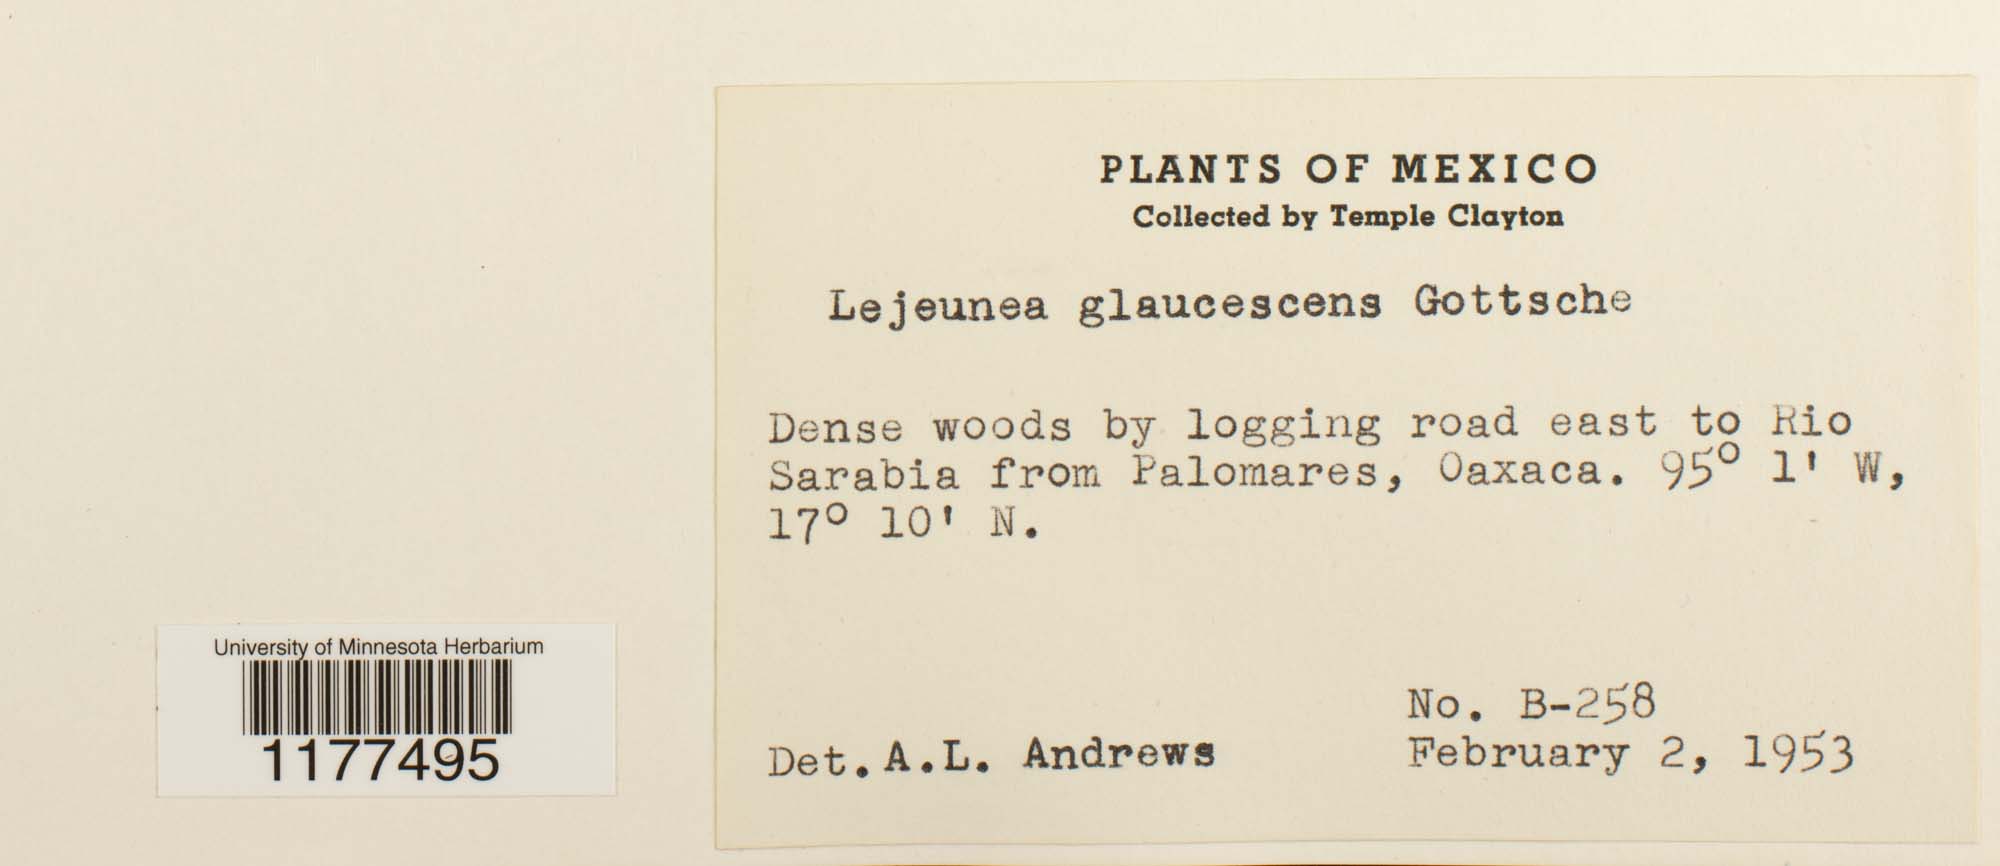 PLANTS OF MEXICO
Collected by Temple Clayton
Lejeunea glaucescens Gottsche
Dense woods by logging road east to Rio
Sarabia from Palomares, Oaxaca. 95° 1' W,
17° 10' N.
No. B-258
Det. A.L. Andrews February 2, 1953
University of Minnesota Herbarium
1177495